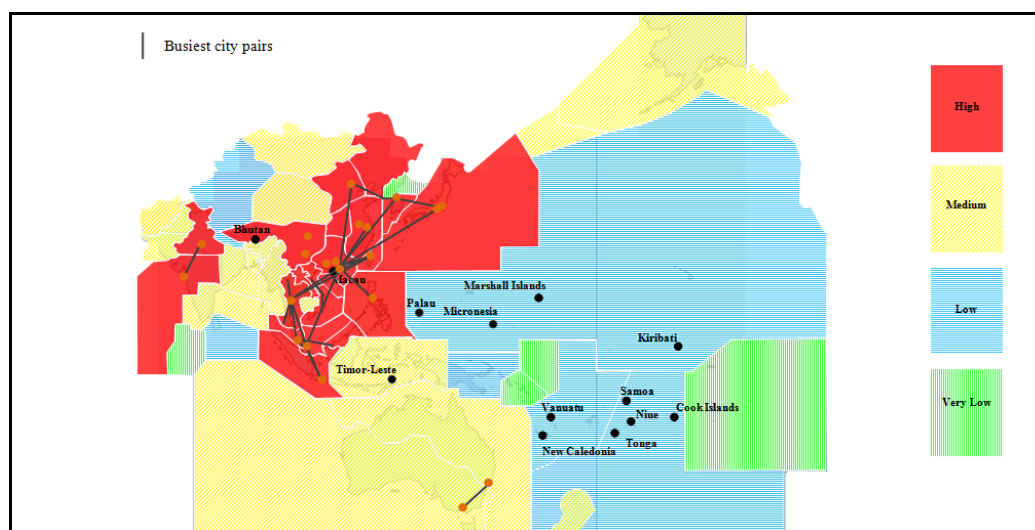 Busiest city pairs
High
Medium
Bhutan
Macau
Marshall Islands
Palau
Micronesia
Low
Kiribati
Timor-Leste
Samoa
Vanuatu
Niue
Cook Islands
Very Low
New Caledonia
Tonga